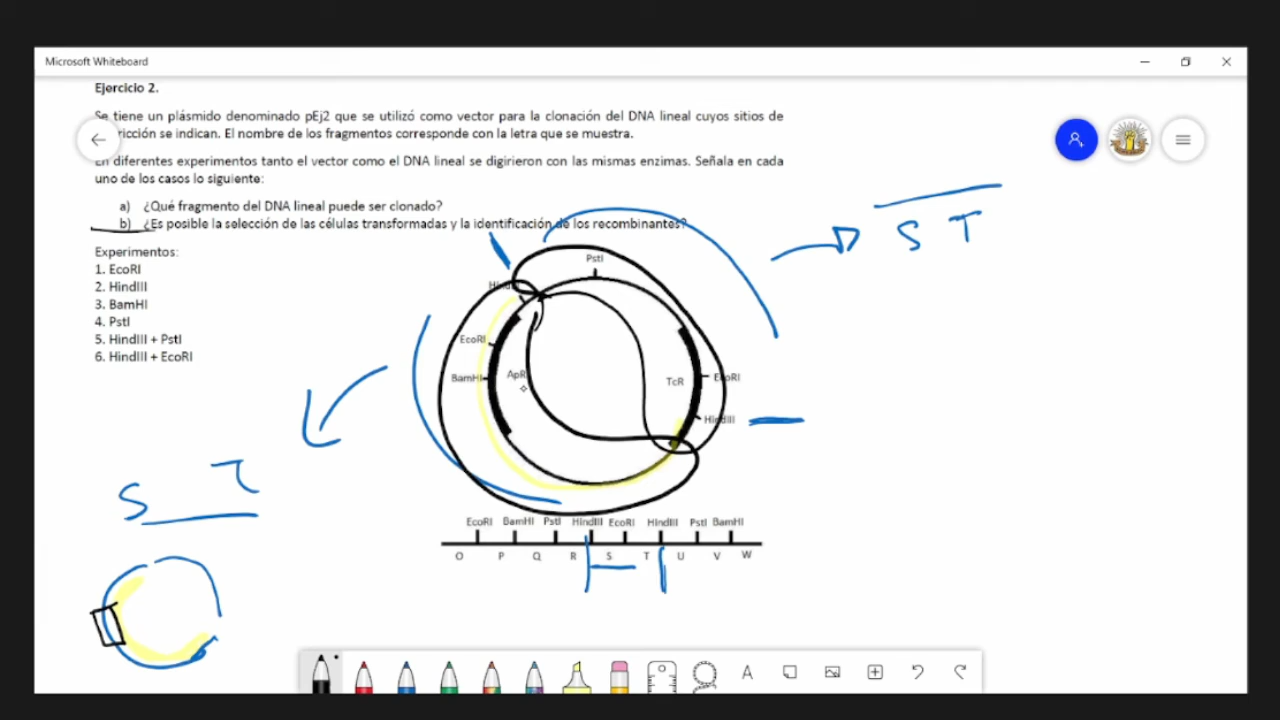 Microsoft Whiteboard
Ejercicio 2.
Se tiene un plásmido denominado pEj2 que se utilizó como vector para la clonación del DNA lineal cuyos sitios de
ricción se indican. El nombre de los fragmentos corresponde con la letra que se muestra.
En diferentes experimentos tanto el vector como el DNA lineal se digirieron con las mismas enzimas. Señala en cada
uno de los casos lo siguiente:
a) ¿Qué fragmento del DNA lineal puede ser clonado?
b) ¿Es posible la selección de las células transformadas y la identificación de los recombinantes?
Experimentos:
1. EcoRI
2. HindIII
3. BamHI
4. PstI
5. HindIII + PstI
6. HindIII + EcoRI
S T
PstI
HindIII
EcoRI
BamHI
ApR
TcR
EcoRI
HindIII
S T
EcoRI BamHI PstI HindIII EcoRI HindIII PstI BamHI
O P Q R S T U V W
A